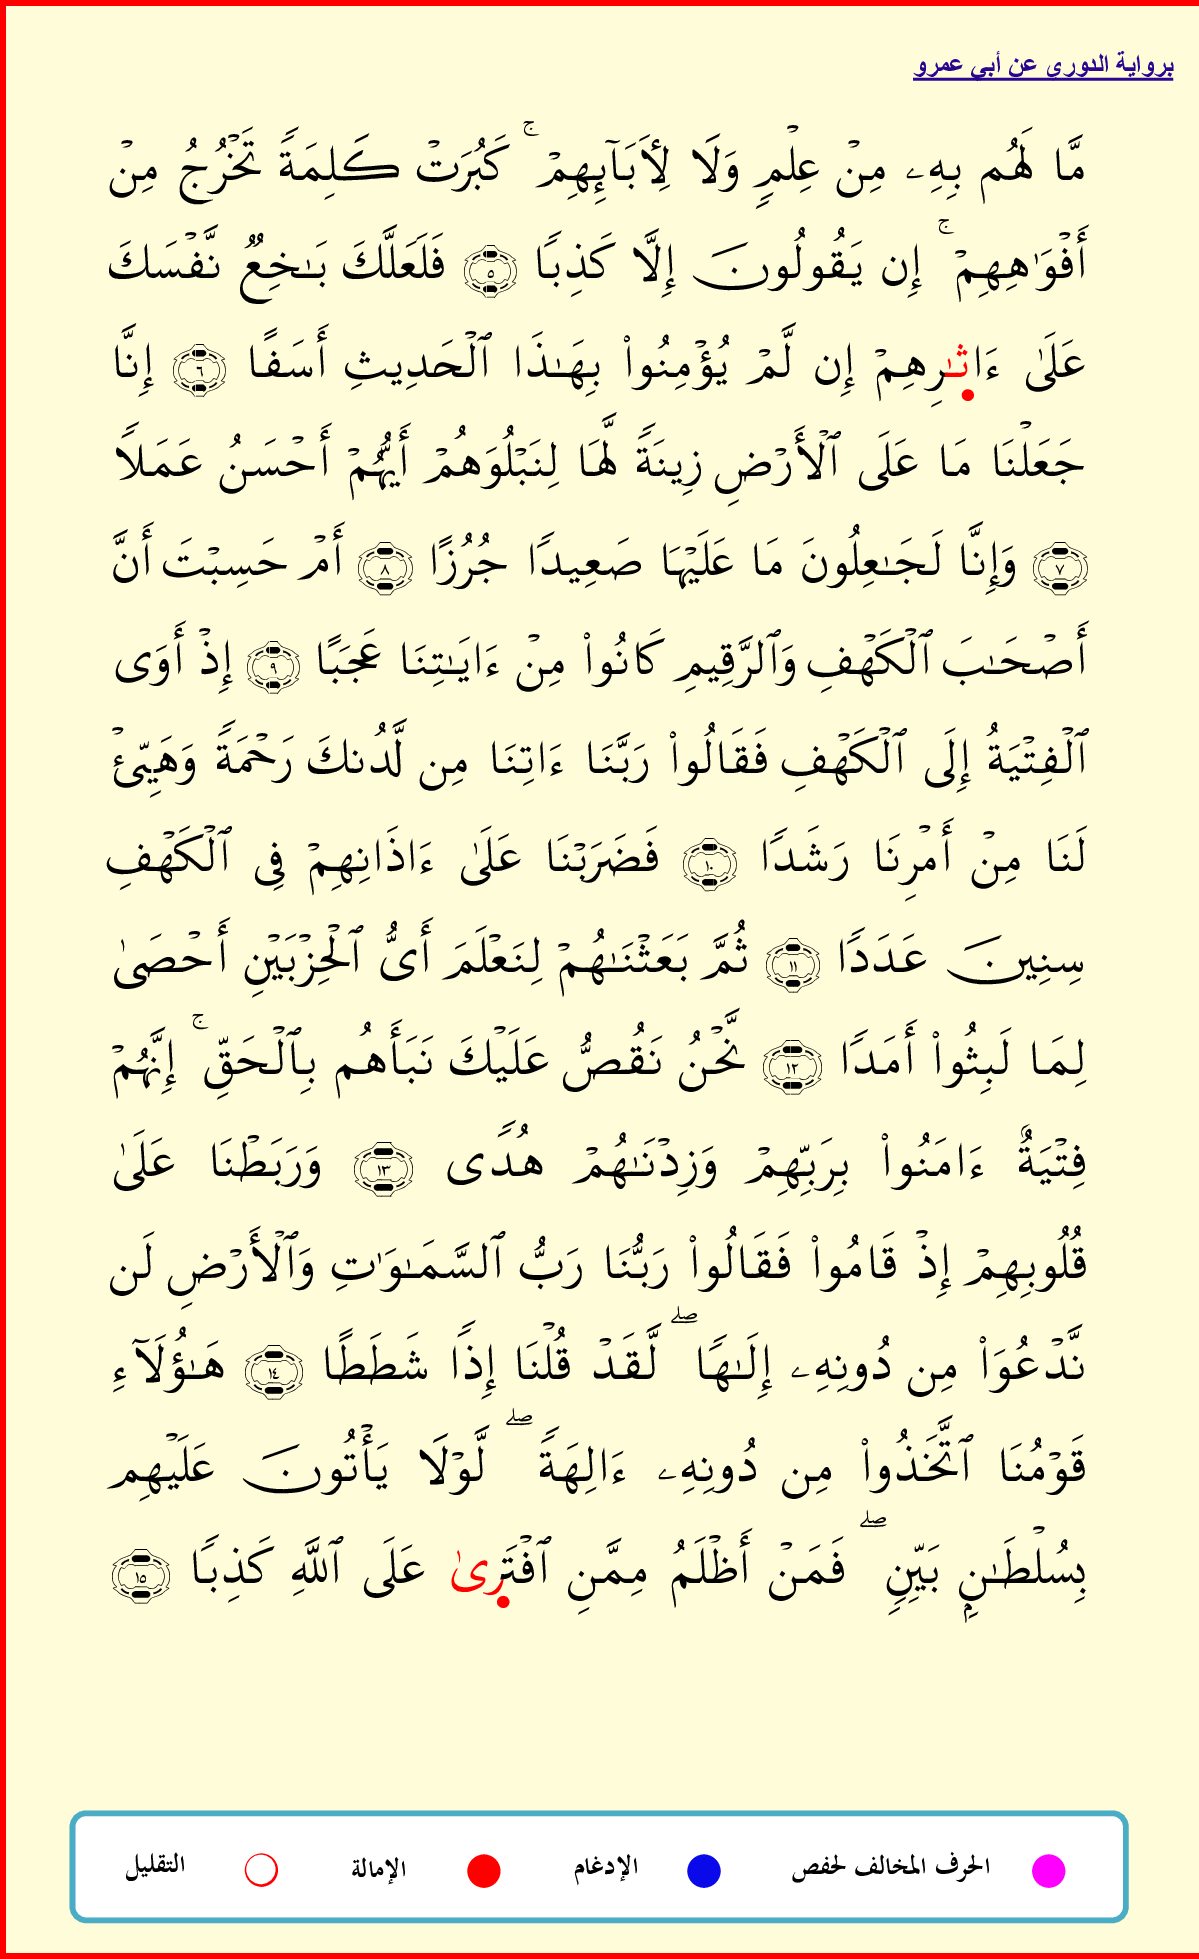 برواية الدورى عن أبى عمرو
مَّا لَهُم بِهِۦ مِنۡ عِلۡمٖ وَلَا لِأٓبَآئِهِمۡۚ كَبُرَتۡ كَلِمَةٗ تَخۡرُجُ مِنۡ
أَفۡوَٰهِهِمۡۚ إِن يَقُولُونَ إِلَّا كَذِبٗا ٥ فَلَعَلَّكَ بَٰخِعٞ نَّفۡسَكَ
عَلَىٰ ءَاثَٰرِهِمۡ إِن لَّمۡ يُؤۡمِنُواْ بِهَٰذَا ٱلۡحَدِيثِ أَسَفًا ٦ إِنَّا
جَعَلۡنَا مَا عَلَى ٱلۡأَرۡضِ زِينَةٗ لَّهَا لِنَبۡلُوَهُمۡ أَيُّهُمۡ أَحۡسَنُ عَمَلٗا
٧ وَإِنَّا لَجَٰعِلُونَ مَا عَلَيۡهَا صَعِيدٗا جُرُزًا ٨ أَمۡ حَسِبۡتَ أَنَّ
أَصۡحَٰبَ ٱلۡكَهۡفِ وَٱلرَّقِيمِ كَانُواْ مِنۡ ءَايَٰتِنَا عَجَبًا ٩ إِذۡ أَوَى
ٱلۡفِتۡيَةُ إِلَى ٱلۡكَهۡفِ فَقَالُواْ رَبَّنَا ءَاتِنَا مِن لَّدُنكَ رَحۡمَةٗ وَهَيِّئۡ
لَنَا مِنۡ أَمۡرِنَا رَشَدٗا ١٠ فَضَرَبۡنَا عَلَىٰ ءَاذَانِهِمۡ فِى ٱلۡكَهۡفِ
سِنِينَ عَدَدٗا ١١ ثُمَّ بَعَثۡنَٰهُمۡ لِنَعۡلَمَ أَىُّ ٱلۡحِزۡبَيۡنِ أَحۡصَىٰ
لِمَا لَبِثُواْ أَمَدٗا ١٢ نَّحۡنُ نَقُصُّ عَلَيۡكَ نَبَأَهُم بِٱلۡحَقِّۚ إِنَّهُمۡ
فِتۡيَةٌ ءَامَنُواْ بِرَبِّهِمۡ وَزِدۡنَٰهُمۡ هُدٗى ١٣ وَرَبَطۡنَا عَلَىٰ
قُلُوبِهِمۡ إِذۡ قَامُواْ فَقَالُواْ رَبُّنَا رَبُّ ٱلسَّمَٰوَٰتِ وَٱلۡأَرۡضِ لَن
نَّدۡعُوَاْ مِن دُونِهِۦ إِلَٰهٗاۖ لَّقَدۡ قُلۡنَا إِذٗا شَطَطًا ١٤ هَٰؤُلَآءِ
قَوۡمُنَا ٱتَّخَذُواْ مِن دُونِهِۦ ءَالِهَةٗۖ لَّوۡلَا يَأۡتُونَ عَلَيۡهِم
بِسُلۡطَٰنِۭ بَيِّنٖۖ فَمَنۡ أَظۡلَمُ مِمَّنِ ٱفۡتَرِىٰ عَلَى ٱللَّهِ كَذِبٗا ١٥
الحرف المخالف لحفص الإدغام الإمالة التقليل